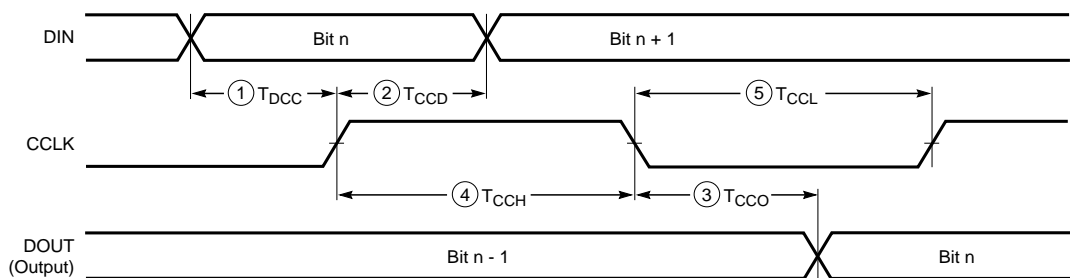 DIN
Bit n
Bit n + 1
1 TDCC
2 TCCD
5 TCCL
CCLK
4 TCCH
3 TCCO
DOUT
(Output)
Bit n - 1
Bit n